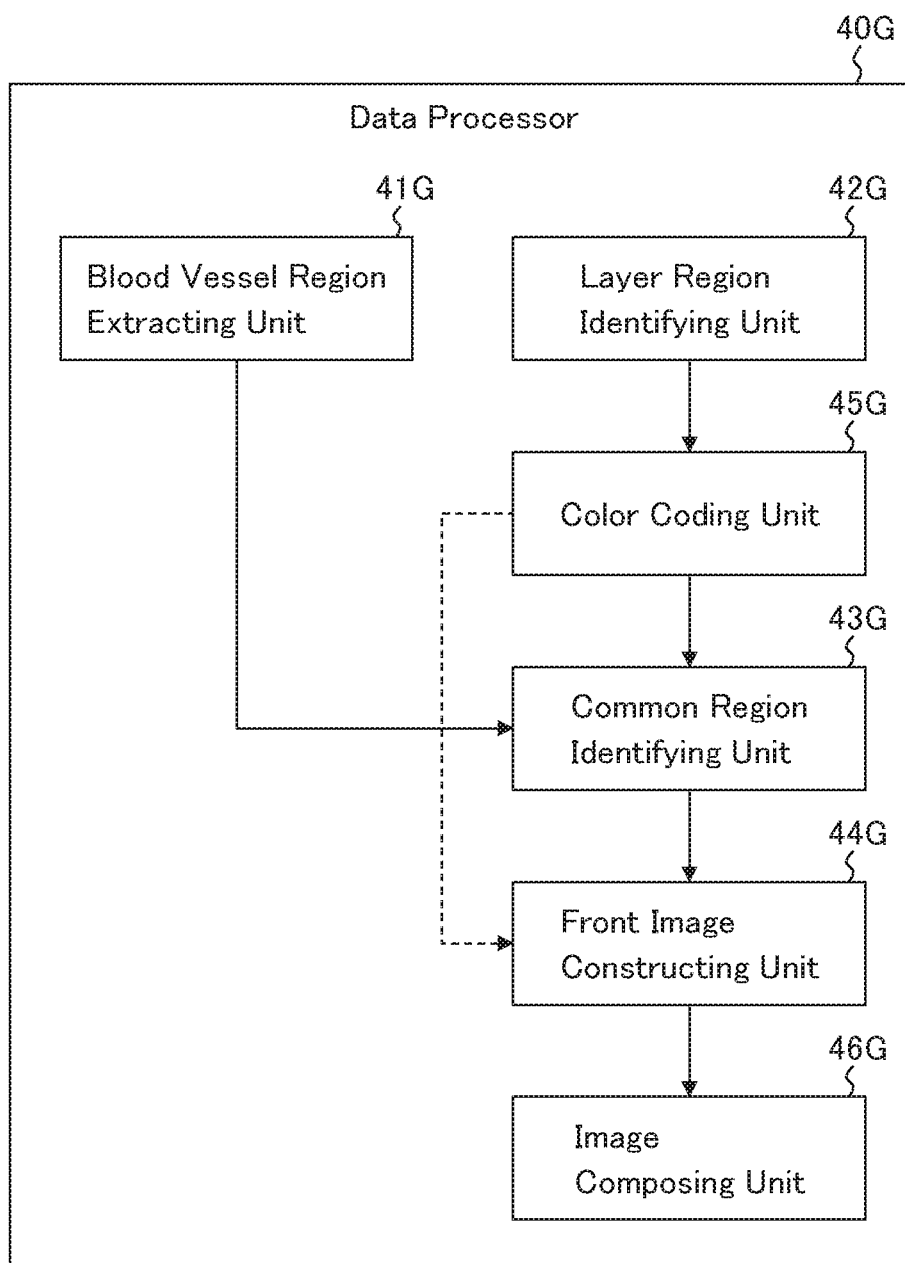 40G
Data Processor
41G
Blood Vessel Region
Extracting Unit
42G
Layer Region
Identifying Unit
45G
Color Coding Unit
43G
Common Region
Identifying Unit
44G
Front Image
Constructing Unit
46G
Image
Composing Unit